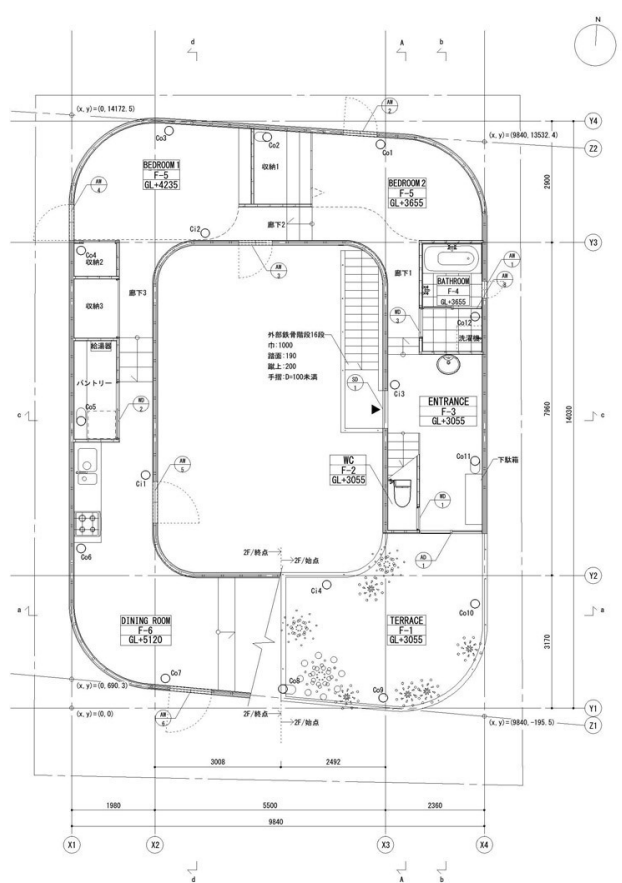 N
d
A
b
(x, y)=(0, 14172.5)
AW
2
Y4
Co3
Co2
Co1
(x, y)=(9840, 13532.4)
Z2
収納1
BEDROOM1
F-5
GL+4235
BEDROOM2
F-5
GL+3655
AW
4
2900
廊下2
Ci2
Y3
Co4
収納2
AW
3
廊下1
BATHROOM
F-4
GL+3655
AW
1
収納3
廊下3
WD
3
Co12
洗濯機
外部鉄骨階段16段
巾:1000
踏面:190
蹴上:200
手摺:D=100未満
給湯器
パントリー
SD
1
Ci3
ENTRANCE
F-3
GL+3055
7960
14030
c
Co5
WD
2
c
WC
F-2
GL+3055
Co11
下駄箱
Ci1
AW
5
WD
1
Co6
2F/終点
2F/始点
AD
1
Y2
Ci4
a
Co10
a
DINING ROOM
F-6
GL+5120
TERRACE
F-1
GL+3055
3170
Co7
Co8
Co9
(x, y)=(0, 690.3)
(x, y)=(0, 0)
AW
6
2F/終点
2F/始点
Y1
(x, y)=(9840, -195.5)
Z1
3008
2492
1980
5500
2360
9840
X1
X2
X3
X4
d
A
b